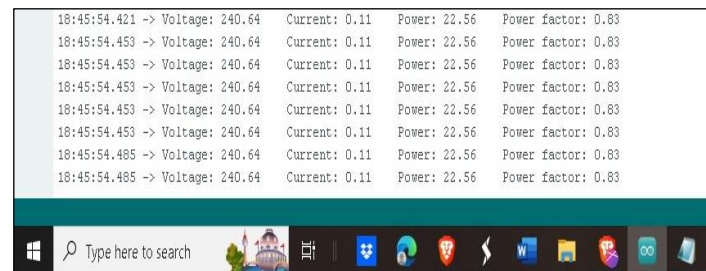 18:45:54.421 -> Voltage: 240.64 Current: 0.11 Power: 22.56 Power factor: 0.83
18:45:54.453 -> Voltage: 240.64 Current: 0.11 Power: 22.56 Power factor: 0.83
18:45:54.453 -> Voltage: 240.64 Current: 0.11 Power: 22.56 Power factor: 0.83
18:45:54.453 -> Voltage: 240.64 Current: 0.11 Power: 22.56 Power factor: 0.83
18:45:54.453 -> Voltage: 240.64 Current: 0.11 Power: 22.56 Power factor: 0.83
18:45:54.453 -> Voltage: 240.64 Current: 0.11 Power: 22.56 Power factor: 0.83
18:45:54.485 -> Voltage: 240.64 Current: 0.11 Power: 22.56 Power factor: 0.83
18:45:54.485 -> Voltage: 240.64 Current: 0.11 Power: 22.56 Power factor: 0.83
Type here to search